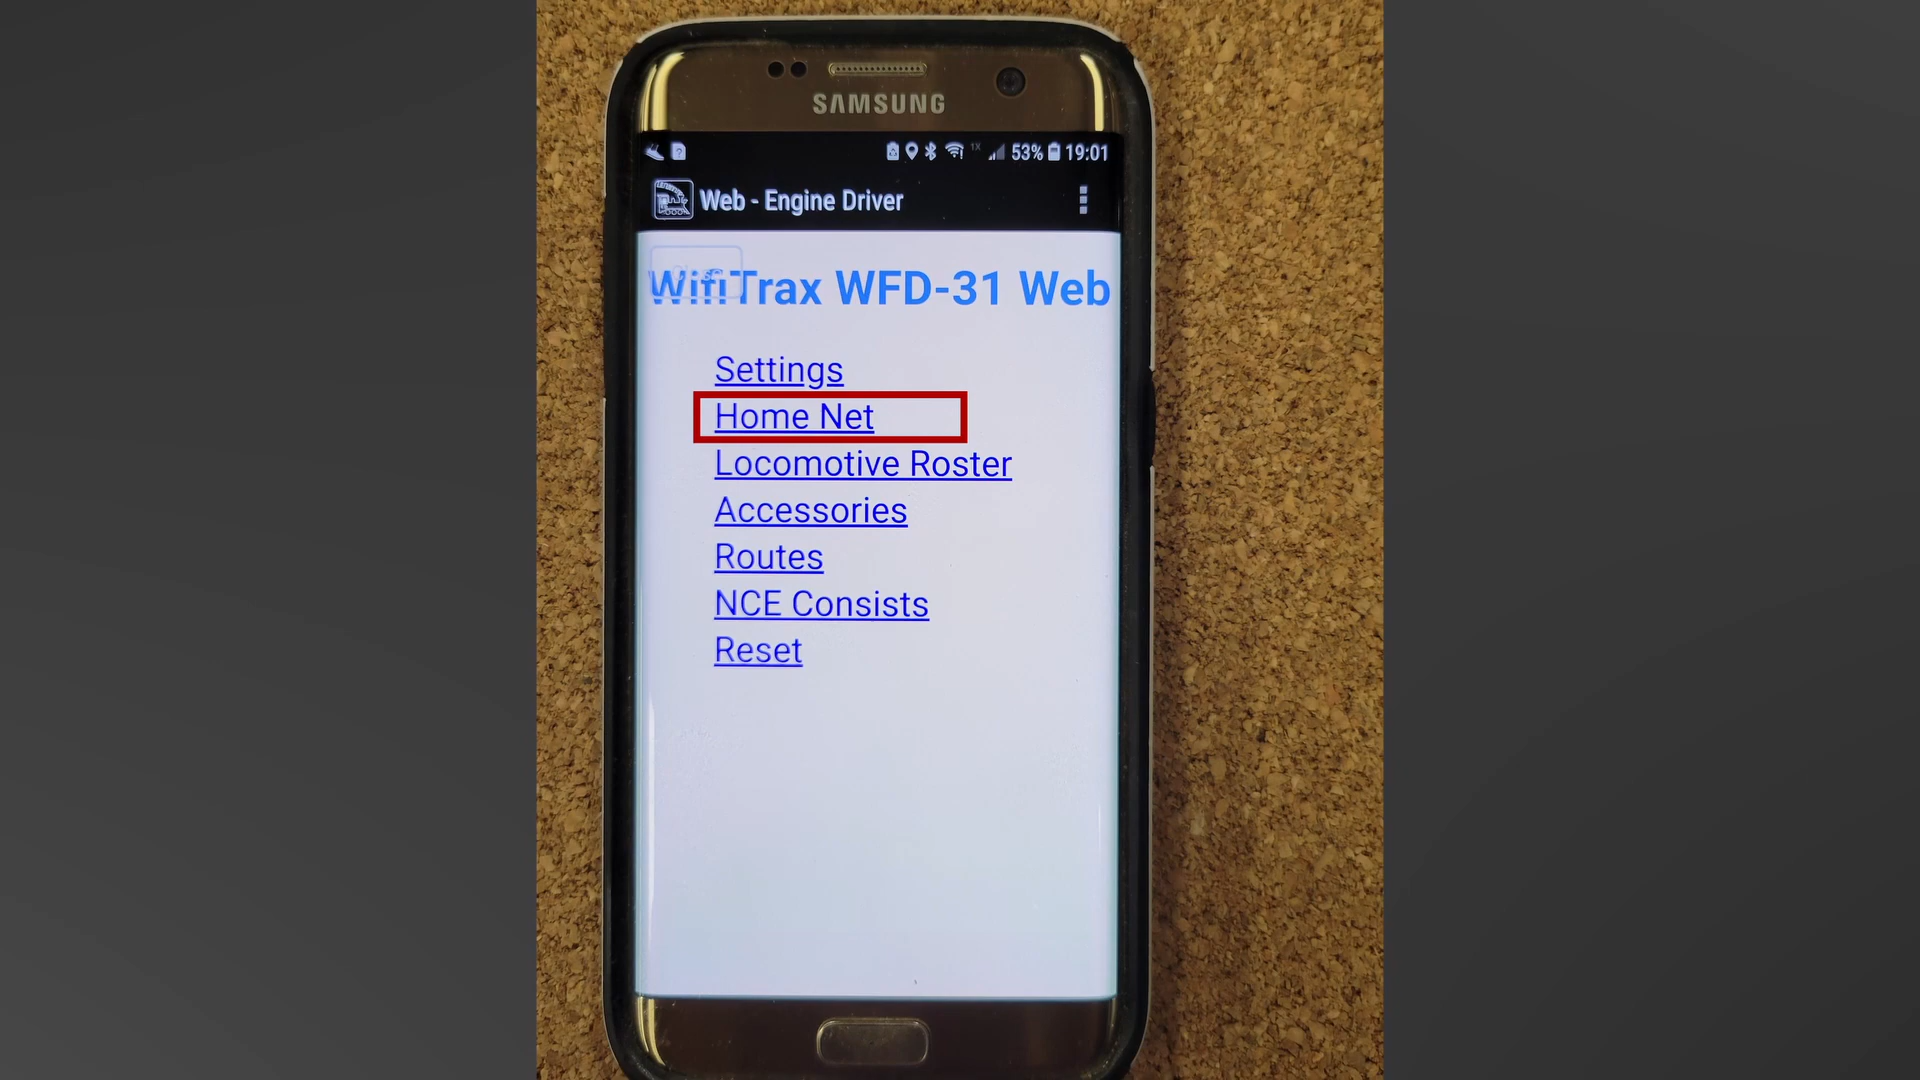 SAMSUNG
1X 53% 19:01
Web - Engine Driver
WifiTrax WFD-31 Web
Settings
Home Net
Locomotive Roster
Accessories
Routes
NCE Consists
Reset